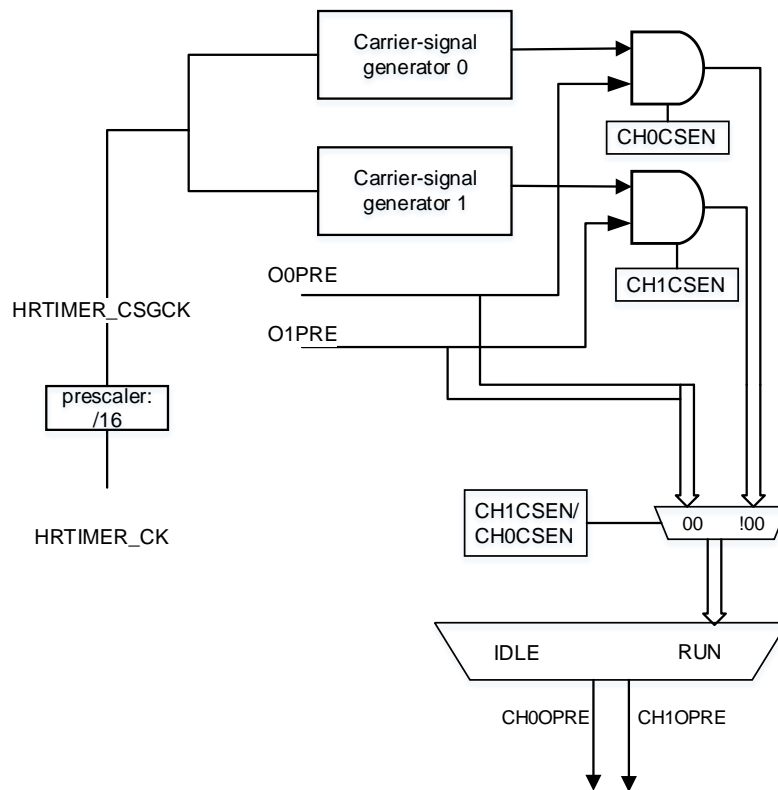 Carrier-signal
generator 0
CH0CSEN
Carrier-signal
generator 1
O0PRE
CH1CSEN
HRTIMER_CSGCK
O1PRE
prescaler:
/16
CH1CSEN/
CH0CSEN
00 !00
HRTIMER_CK
IDLE RUN
CH0OPRE CH1OPRE